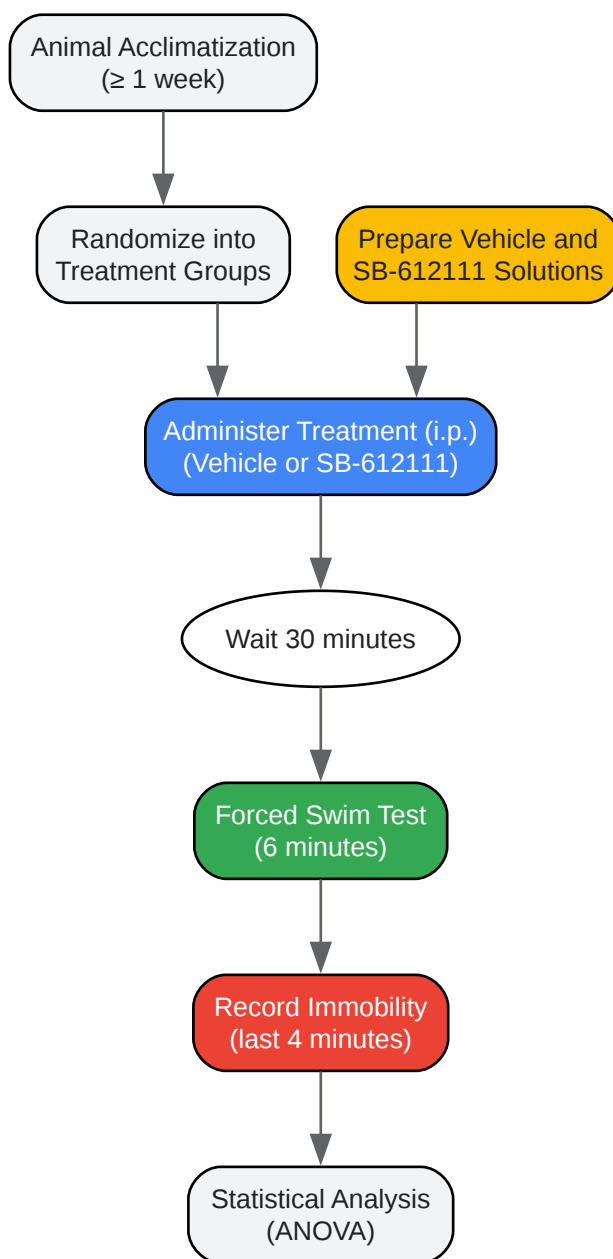 Animal Acclimatization
(≥ 1 week)
Randomize into
Treatment Groups
Prepare Vehicle and
SB-612111 Solutions
Administer Treatment (i.p.)
(Vehicle or SB-612111)
Wait 30 minutes
Forced Swim Test
(6 minutes)
Record Immobility
(last 4 minutes)
Statistical Analysis
(ANOVA)